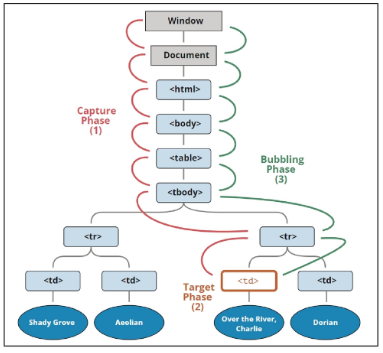 Window
Document
<html>
Capture
Phase
(1)
<body>
<table>
Bubbling
Phase
(3)
<tbody>
<tr>
<tr>
<td>
<td>
Target
Phase
(2)
<td>
<td>
Shady Grove
Aeolian
Over the River,
Charlie
Dorian